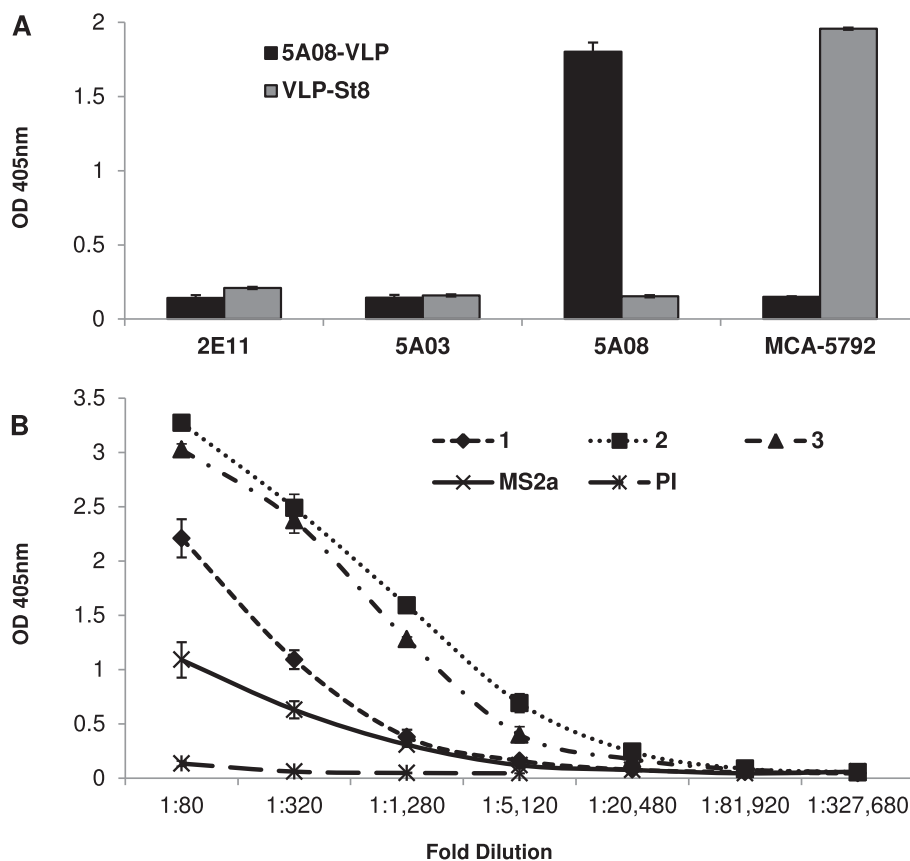 A
2
1.5
1
0.5
0
OD 405nm
5A08-VLP
VLP-St8
2E11 5A03 5A08 MCA-5792
B
3.5
3
2.5
2
1.5
1
0.5
0
OD 405nm
1 2 3
MS2a PI
1:80 1:320 1:1,280 1:5,120 1:20,480 1:81,920 1:327,680
Fold Dilution